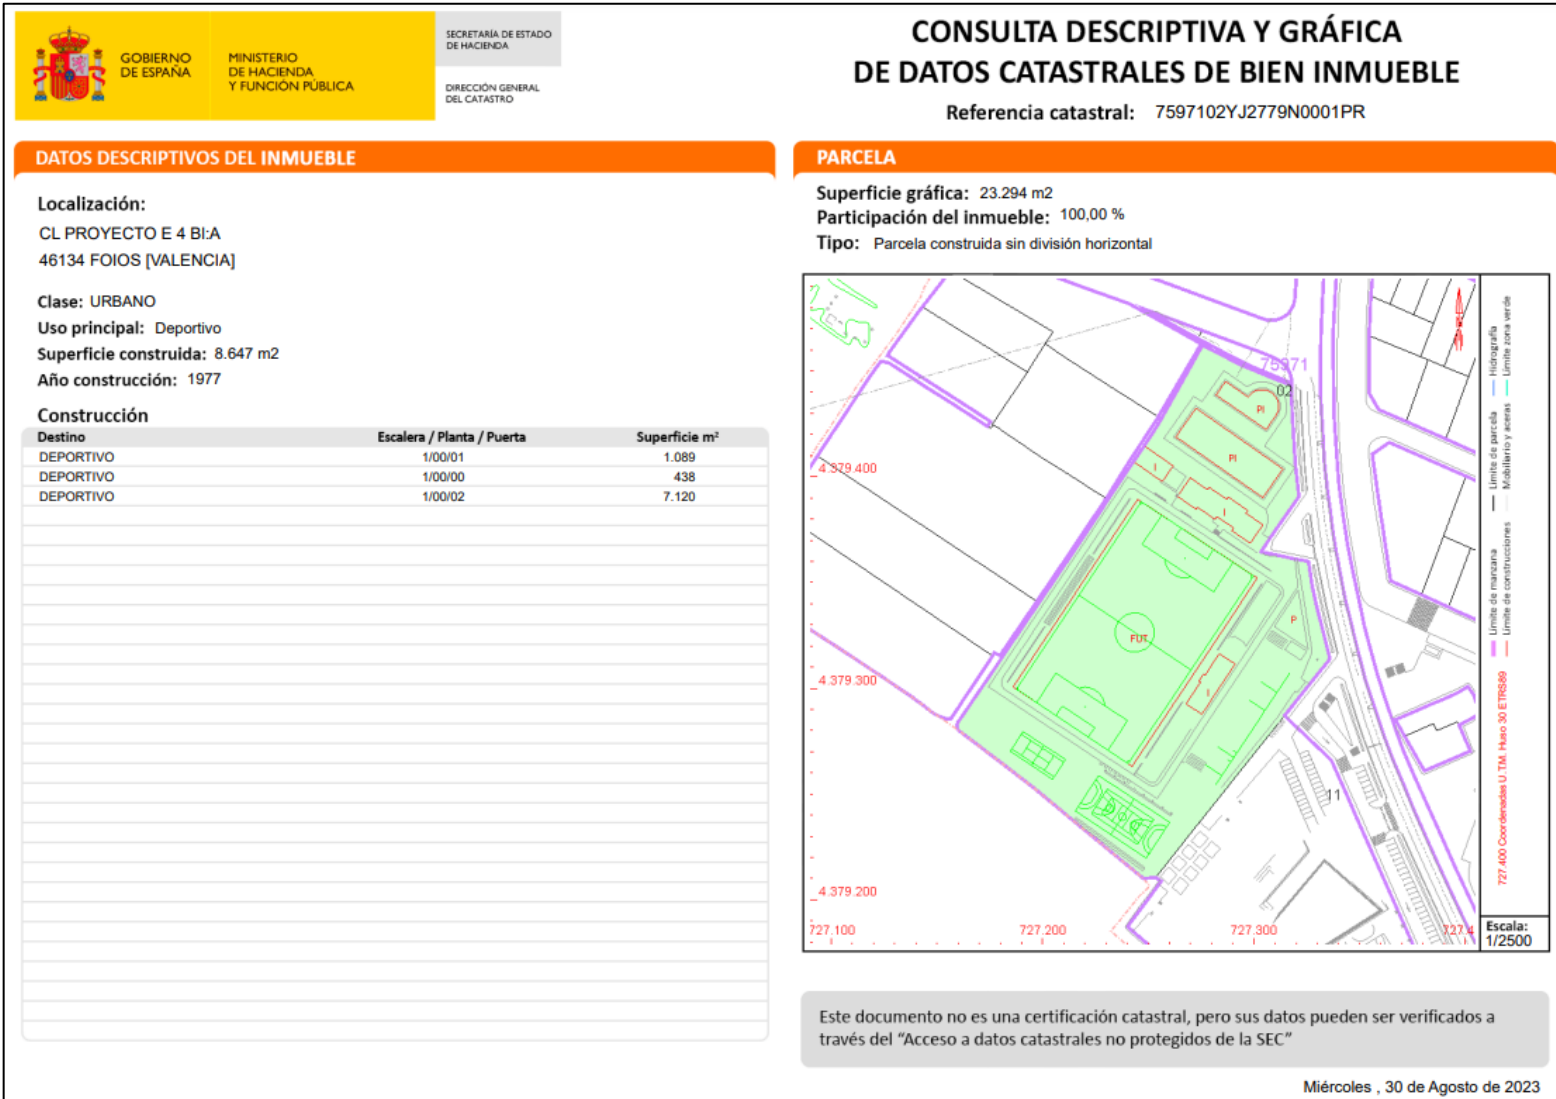 GOBIERNO
DE ESPAÑA
MINISTERIO
DE HACIENDA
Y FUNCIÓN PÚBLICA
SECRETARÍA DE ESTADO
DE HACIENDA
DIRECCIÓN GENERAL
DEL CATASTRO
CONSULTA DESCRIPTIVA Y GRÁFICA
DE DATOS CATASTRALES DE BIEN INMUEBLE
Referencia catastral: 7597102YJ2779N0001PR
DATOS DESCRIPTIVOS DEL INMUEBLE
Localización:
CL PROYECTO E 4 Bl:A
46134 FOIOS [VALENCIA]
Clase: URBANO
Uso principal: Deportivo
Superficie construida: 8.647 m2
Año construcción: 1977
Construcción
Destino Escalera / Planta / Puerta Superficie m²
DEPORTIVO 1/00/01 1.089
DEPORTIVO 1/00/00 438
DEPORTIVO 1/00/02 7.120
PARCELA
Superficie gráfica: 23.294 m2
Participación del inmueble: 100,00 %
Tipo: Parcela construida sin división horizontal
75971
02
PI
PI
I
I
4.379.400
P
FUT
I
4.379.300
11
4.379.200
727.100 727.200 727.300 727.4
Límite de manzana Límite de parcela Hidrografía
Límite de construcciones Mobiliario y aceras Límite zona verde
727.400 Coordenadas U.T.M. Huso 30 ETRS89
Escala:
1/2500
Este documento no es una certificación catastral, pero sus datos pueden ser verificados a
través del “Acceso a datos catastrales no protegidos de la SEC”
Miércoles , 30 de Agosto de 2023